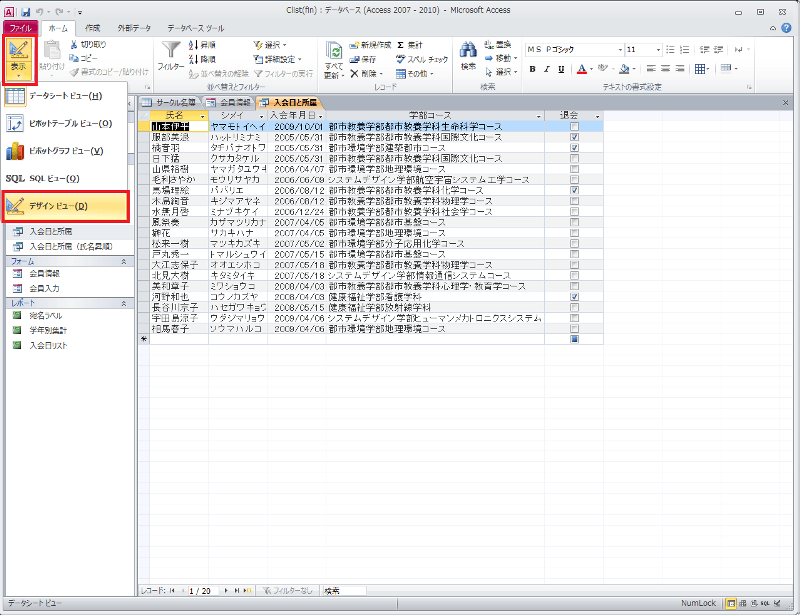 Clist(fin) : データベース (Access 2007 - 2010) - Microsoft Access
ファイル ホーム 作成 外部データ データベース ツール
表示 貼り付け 切り取り コピー 書式のコピー/貼り付け
フィルター 昇順 降順 並べ替えの解除 選択 詳細設定 フィルターの実行
すべて更新 新規作成 保存 削除 集計 スペル チェック その他
検索 置換 移動 選択
MS Pゴシック 11
B I U
並べ替えとフィルター レコード 検索 テキストの書式設定
データシート ビュー(H)
ピボットテーブル ビュー(O)
ピボットグラフ ビュー(V)
SQL SQL ビュー(Q)
デザイン ビュー(D)
入会日と所属
入会日と所属 (氏名昇順)
フォーム
会員情報
会員入力
レポート
宛名ラベル
学年別集計
入会日リスト
サークル名簿 会員情報 入会日と所属
氏名 シメイ 入会年月日 学部コース 退会
山本伊平 ヤマモトイヘイ 2009/10/01 都市教養学部都市教養学科生命科学コース
服部美浪 ハットリミナミ 2005/05/31 都市教養学部都市教養学科国際文化コース
橘音羽 タチバナオトワ 2005/05/31 都市環境学部建築都市コース
日下猛 クサカタケル 2005/05/31 都市教養学部都市教養学科国際文化コース
山県裕樹 ヤマガタユウキ 2006/04/07 都市環境学部地理環境コース
毛利さやか モウリサヤカ 2006/06/09 システムデザイン学部航空宇宙システム工学コース
馬場理絵 ババリエ 2006/08/12 都市教養学部都市教養学科化学コース
木島絢音 キジマアヤネ 2006/08/12 都市教養学部都市教養学科物理学コース
水無月啓 ミナヅキケイ 2006/12/24 都市教養学部都市教養学科社会学コース
風祭奏 カザマツリカナ 2007/04/05 都市環境学部都市基盤コース
榊花 サカキハナ 2007/05/05 都市環境学部地理環境コース
松来一樹 マツキカズキ 2007/05/02 都市環境学部分子応用化学コース
戸丸秀一 トマルシュウイ 2007/05/15 都市環境学部都市基盤コース
大江志保子 オオエシホコ 2007/05/18 都市教養学部都市教養学科物理学コース
北見大樹 キタミタイキ 2007/05/18 システムデザイン学部情報通信システムコース
美和章子 ミワショウコ 2008/04/03 都市教養学部都市教養学科心理学・教育学コース
河野和也 コウノカズヤ 2008/04/03 健康福祉学部看護学科
長谷川京子 ハセガワキョウ 2008/05/15 健康福祉学部放射線学科
宇田島涼子 ウダジマリョウ 2009/04/06 システムデザイン学部ヒューマンメカトロニクスシステム
相馬春子 ソウマハルコ 2009/04/06 都市環境学部地理環境コース
レコード: 1 / 20 フィルターなし 検索
データシート ビュー NumLock